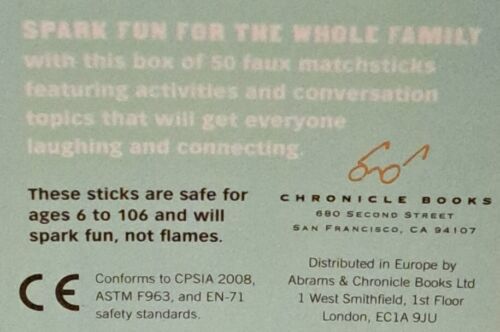 SPARK FUN FOR THE WHOLE FAMILY
with this box of 50 faux matchsticks
featuring activities and conversation
topics that will get everyone
laughing and connecting.
These sticks are safe for
ages 6 to 106 and will
spark fun, not flames.
CE
Conforms to CPSIA 2008,
ASTM F963, and EN-71
safety standards.
CHRONICLE BOOKS
680 SECOND STREET
SAN FRANCISCO, CA 94107
Distributed in Europe by
Abrams & Chronicle Books Ltd
1 West Smithfield, 1st Floor
London, EC1A 9JU